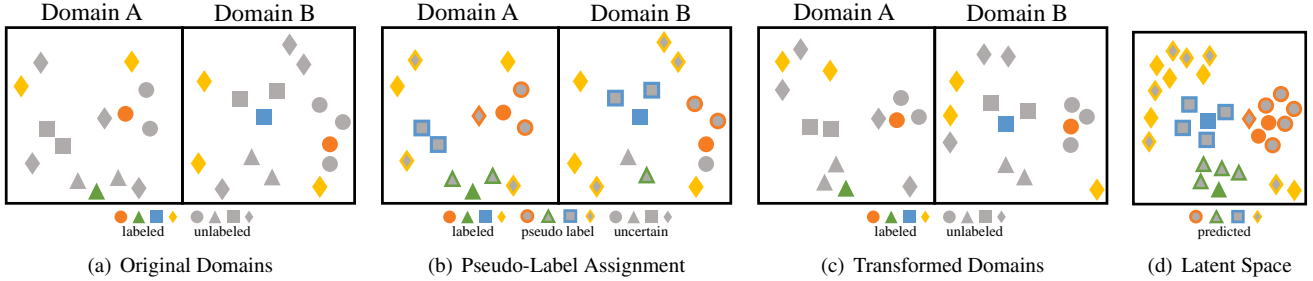 Domain A Domain B
labeled unlabeled
(a) Original Domains
Domain A Domain B
labeled pseudo label uncertain
(b) Pseudo-Label Assignment
Domain A Domain B
labeled unlabeled
(c) Transformed Domains
predicted
(d) Latent Space